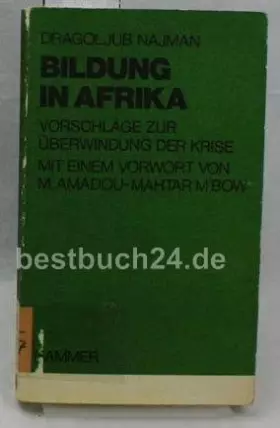 DRAGOLJUB NAJMAN
BILDUNG
IN AFRIKA
VORSCHLÄGE ZUR
ÜBERWINDUNG DER KRISE
MIT EINEM VORWORT VON
M. AMADOU-MAHTAR M'BOW
bestbuch24.de